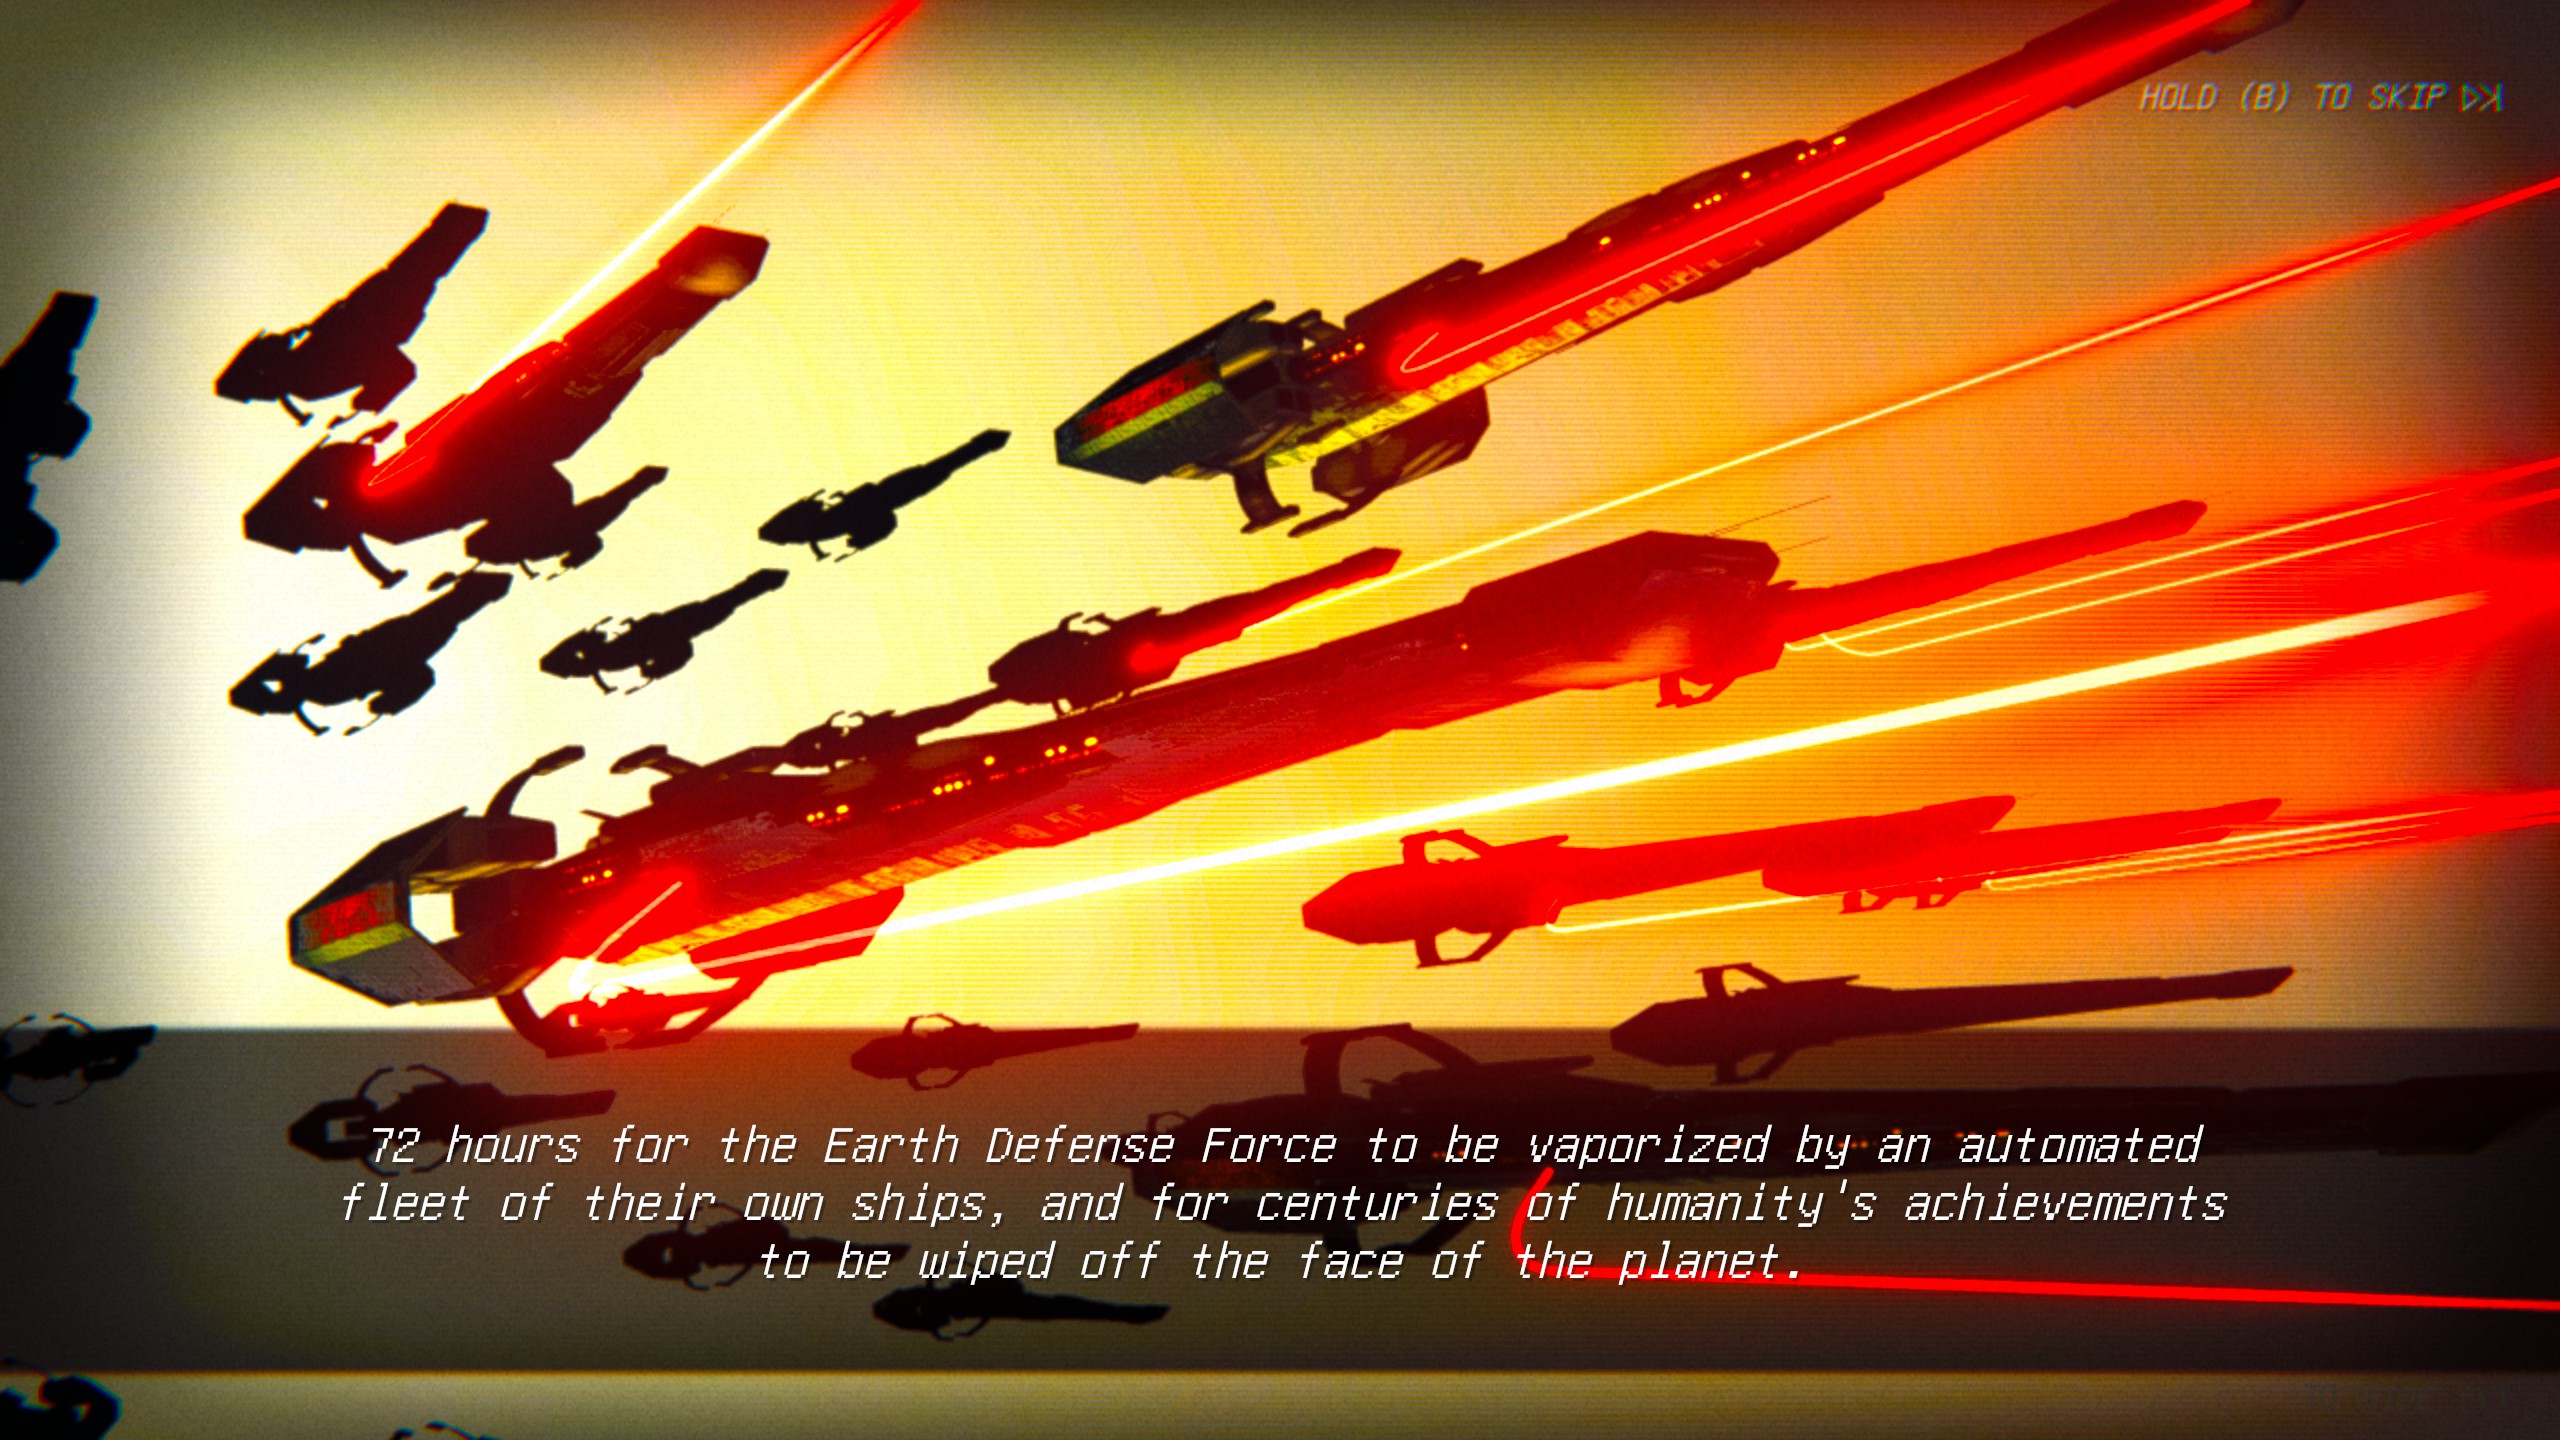 HOLD (B) TO SKIP
72 hours for the Earth Defense Force to be vaporized by an automated
fleet of their own ships, and for centuries of humanity's achievements
to be wiped off the face of the planet.